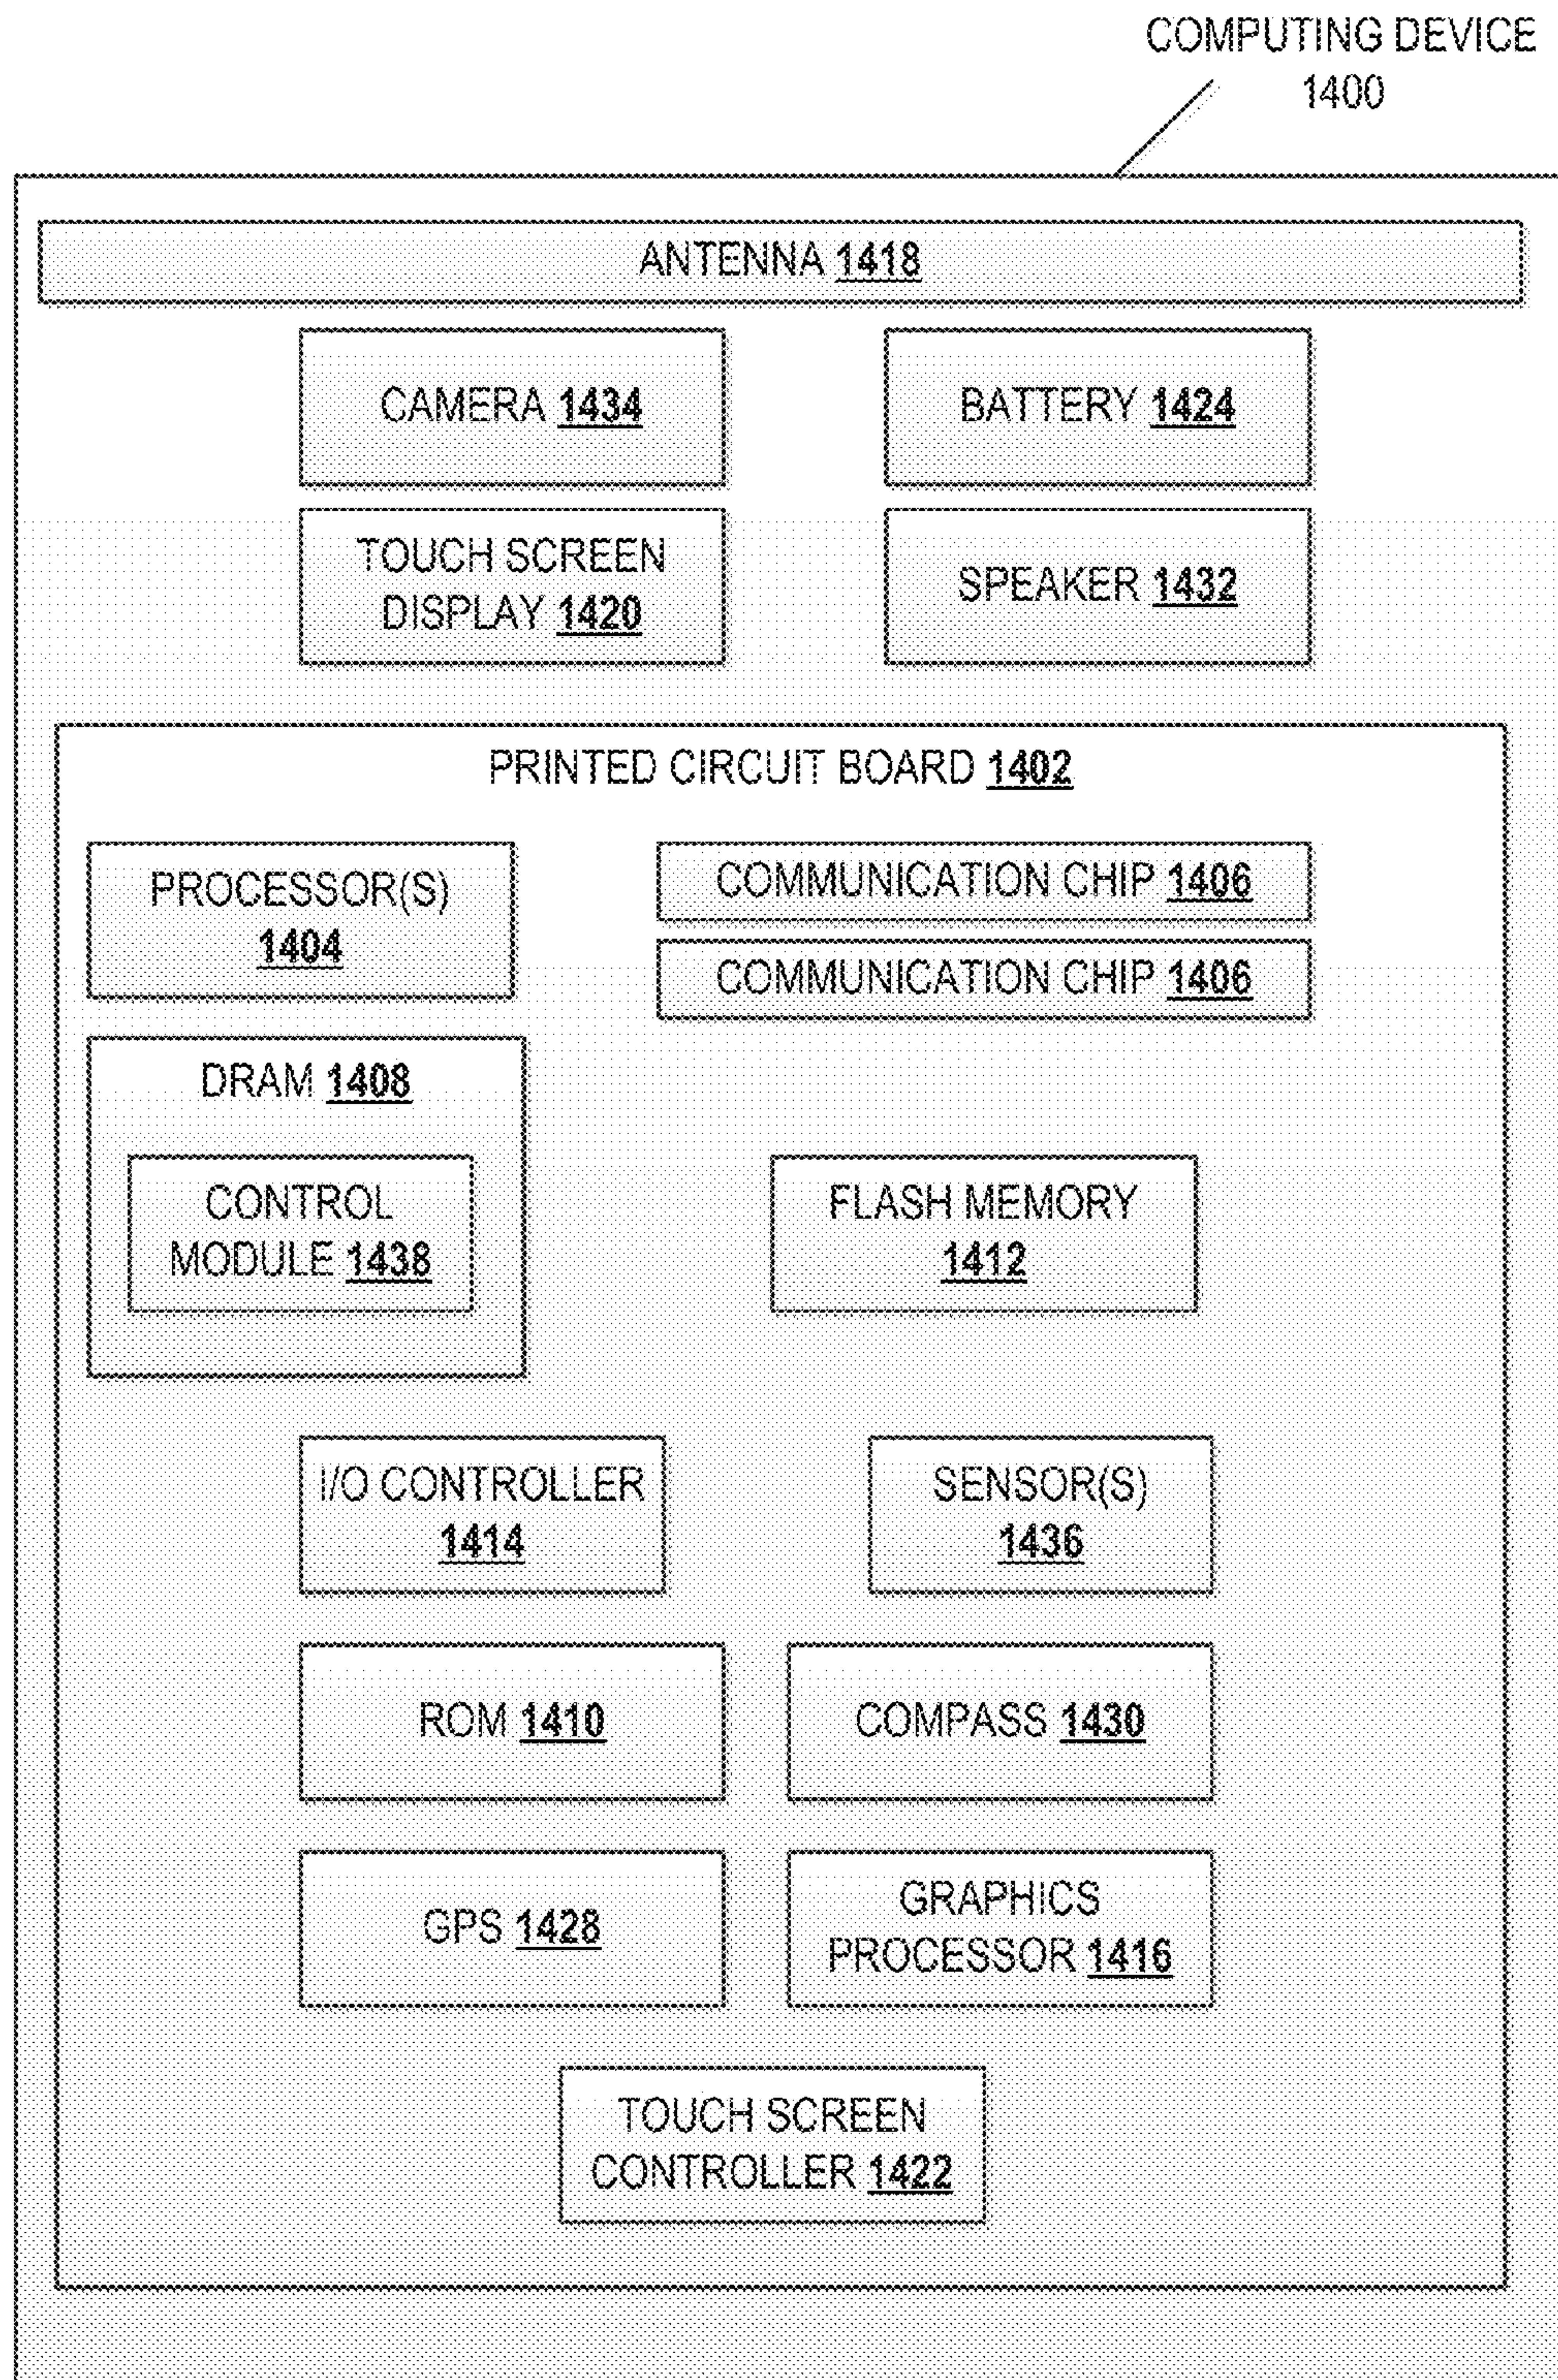 COMPUTING DEVICE
1400
ANTENNA 1418
CAMERA 1434
BATTERY 1424
TOUCH SCREEN
DISPLAY 1420
SPEAKER 1432
PRINTED CIRCUIT BOARD 1402
PROCESSOR(S)
1404
COMMUNICATION CHIP 1406
COMMUNICATION CHIP 1406
DRAM 1408
CONTROL
MODULE 1438
FLASH MEMORY
1412
I/O CONTROLLER
1414
SENSOR(S)
1436
ROM 1410
COMPASS 1430
GPS 1428
GRAPHICS
PROCESSOR 1416
TOUCH SCREEN
CONTROLLER 1422